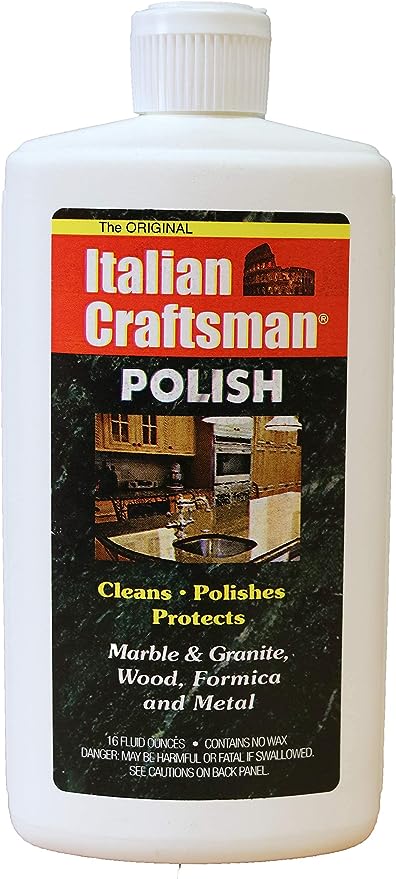 The ORIGINAL
Italian
Craftsman®
POLISH
Cleans • Polishes
Protects
Marble & Granite,
Wood, Formica
and Metal
16 FLUID OUNCES • CONTAINS NO WAX
DANGER: MAY BE HARMFUL OR FATAL IF SWALLOWED.
SEE CAUTIONS ON BACK PANEL.